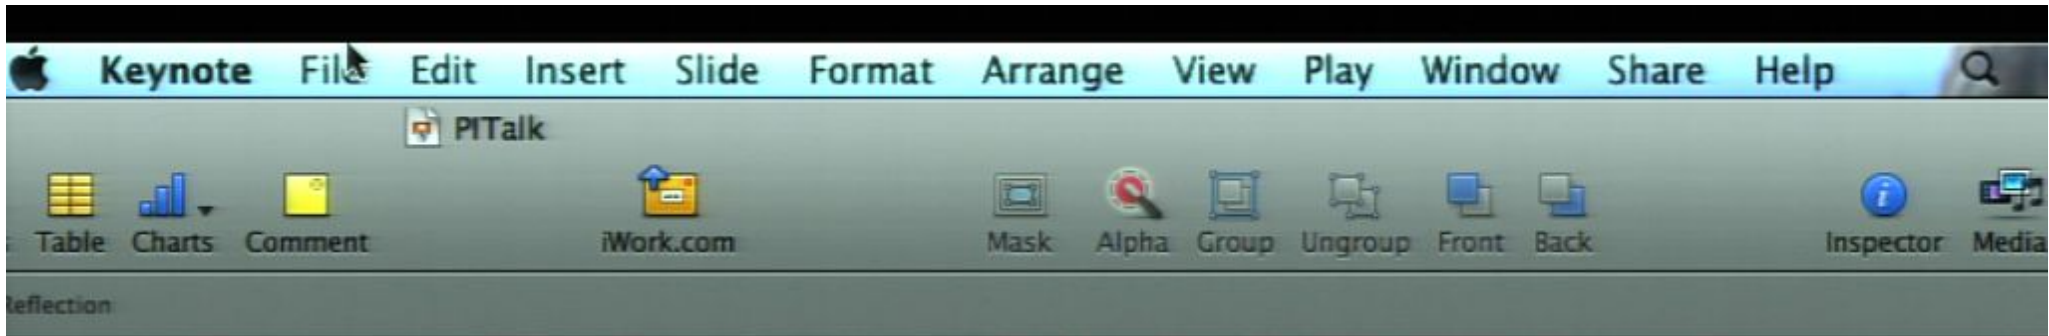 Keynote File Edit Insert Slide Format Arrange View Play Window Share Help
PITalk
Table Charts Comment iWork.com Mask Alpha Group Ungroup Front Back Inspector Media
Reflection